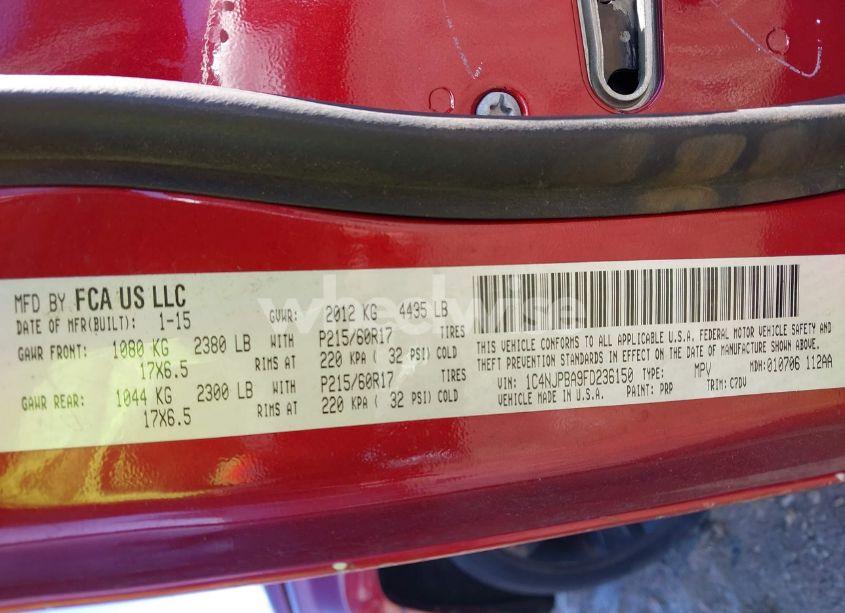 MFD BY FCA US LLC
DATE OF MFR(BUILT): 1-15 GVWR: 2012 KG 4435 LB
GAWR FRONT: 1080 KG 2380 LB WITH P215/60R17 TIRES
17X6.5 RIMS AT 220 KPA ( 32 PSI) COLD
GAWR REAR: 1044 KG 2300 LB WITH P215/60R17 TIRES
17X6.5 RIMS AT 220 KPA ( 32 PSI) COLD
THIS VEHICLE CONFORMS TO ALL APPLICABLE U.S.A. FEDERAL MOTOR VEHICLE SAFETY AND
THEFT PREVENTION STANDARDS IN EFFECT ON THE DATE OF MANUFACTURE SHOWN ABOVE.
VIN: 1C4NJPBA9FD236150 TYPE: MPV MDH: 010706 112AA
VEHICLE MADE IN U.S.A. PAINT: PRP TRIM: C7DV
wheelwise